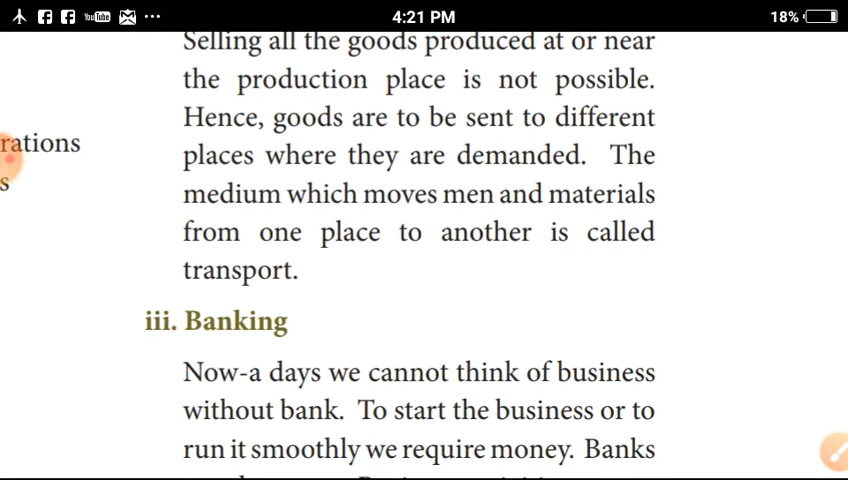 4:21 PM
18%
YouTube
Selling all the goods produced at or near
the production place is not possible.
Hence, goods are to be sent to different
rations
places where they are demanded. The
s
medium which moves men and materials
from one place to another is called
transport.
iii. Banking
Now-a days we cannot think of business
without bank. To start the business or to
run it smoothly we require money. Banks